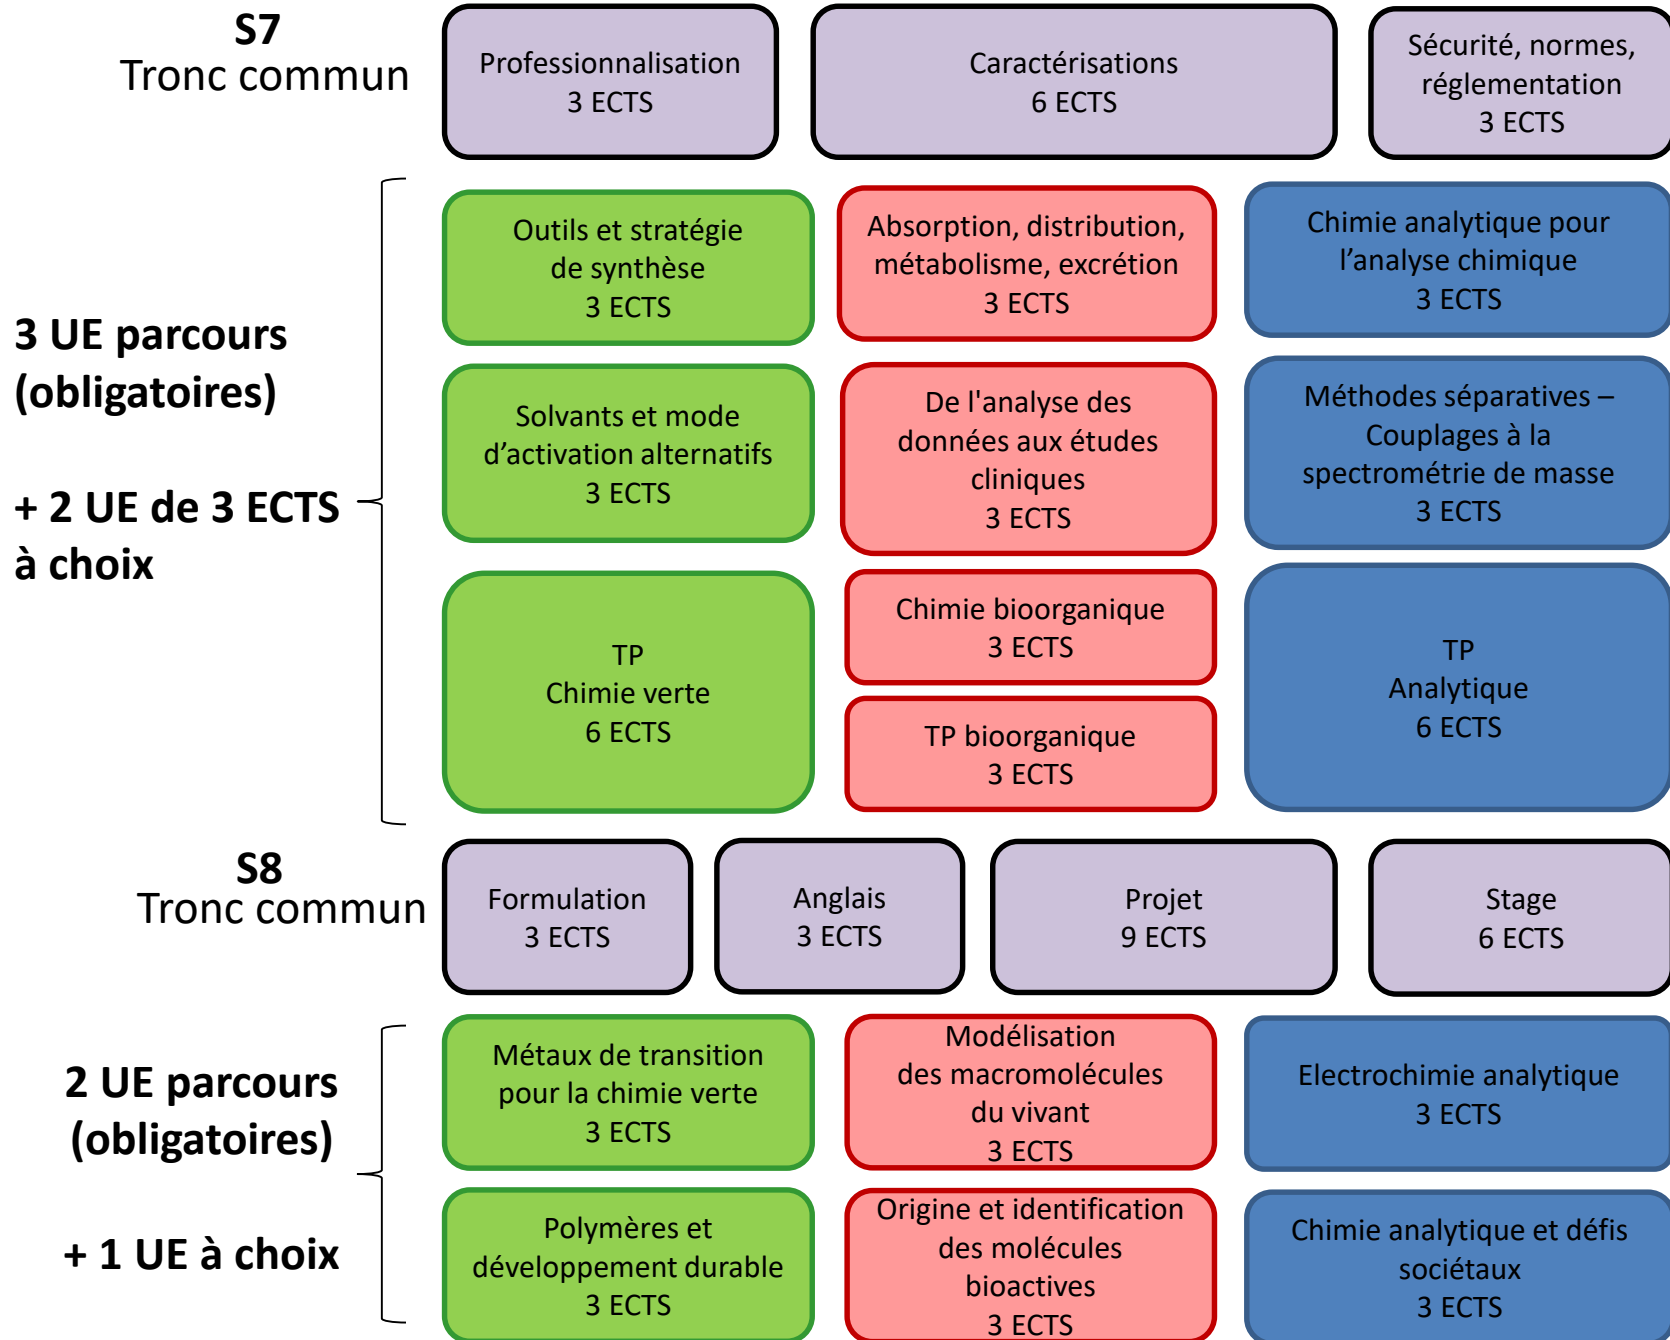 S7
Tronc commun
Professionnalisation
3 ECTS
Caractérisations
6 ECTS
Sécurité, normes,
réglementation
3 ECTS
3 UE parcours
(obligatoires)
+ 2 UE de 3 ECTS
à choix
Outils et stratégie
de synthèse
3 ECTS
Absorption, distribution,
métabolisme, excrétion
3 ECTS
Chimie analytique pour
l’analyse chimique
3 ECTS
Solvants et mode
d’activation alternatifs
3 ECTS
De l'analyse des
données aux études
cliniques
3 ECTS
Méthodes séparatives –
Couplages à la
spectrométrie de masse
3 ECTS
TP
Chimie verte
6 ECTS
Chimie bioorganique
3 ECTS
TP bioorganique
3 ECTS
TP
Analytique
6 ECTS
S8
Tronc commun
Formulation
3 ECTS
Anglais
3 ECTS
Projet
9 ECTS
Stage
6 ECTS
2 UE parcours
(obligatoires)
+ 1 UE à choix
Métaux de transition
pour la chimie verte
3 ECTS
Modélisation
des macromolécules
du vivant
3 ECTS
Electrochimie analytique
3 ECTS
Polymères et
développement durable
3 ECTS
Origine et identification
des molécules
bioactives
3 ECTS
Chimie analytique et défis
sociétaux
3 ECTS